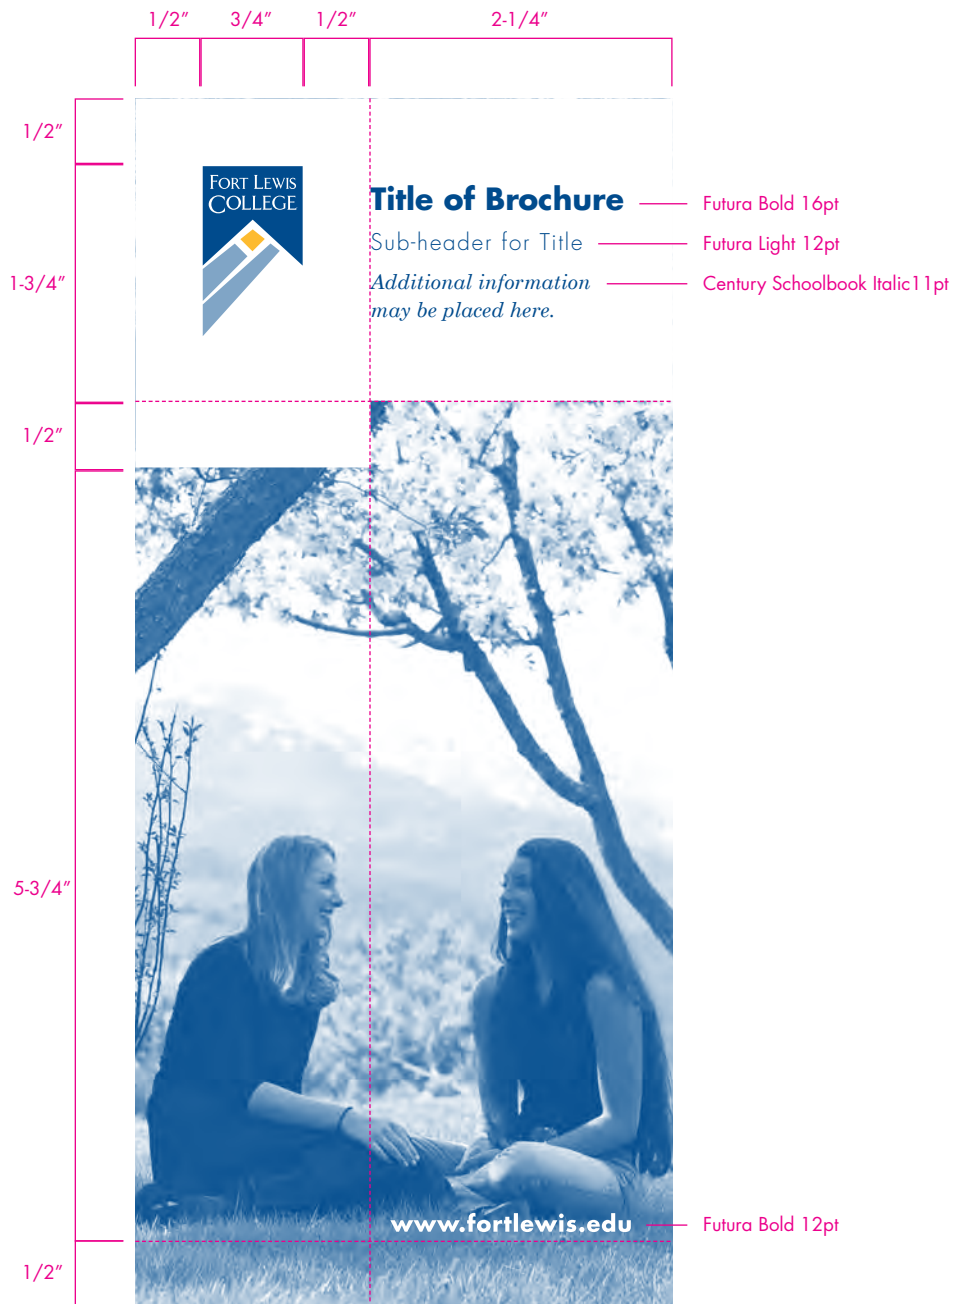 1/2” 3/4” 1/2” 2-1/4”
1/2”
FORT LEWIS
COLLEGE
Title of Brochure
Futura Bold 16pt
Sub-header for Title
Futura Light 12pt
1-3/4”
Additional information
Century Schoolbook Italic11pt
may be placed here.
1/2”
5-3/4”
www.fortlewis.edu
Futura Bold 12pt
1/2”